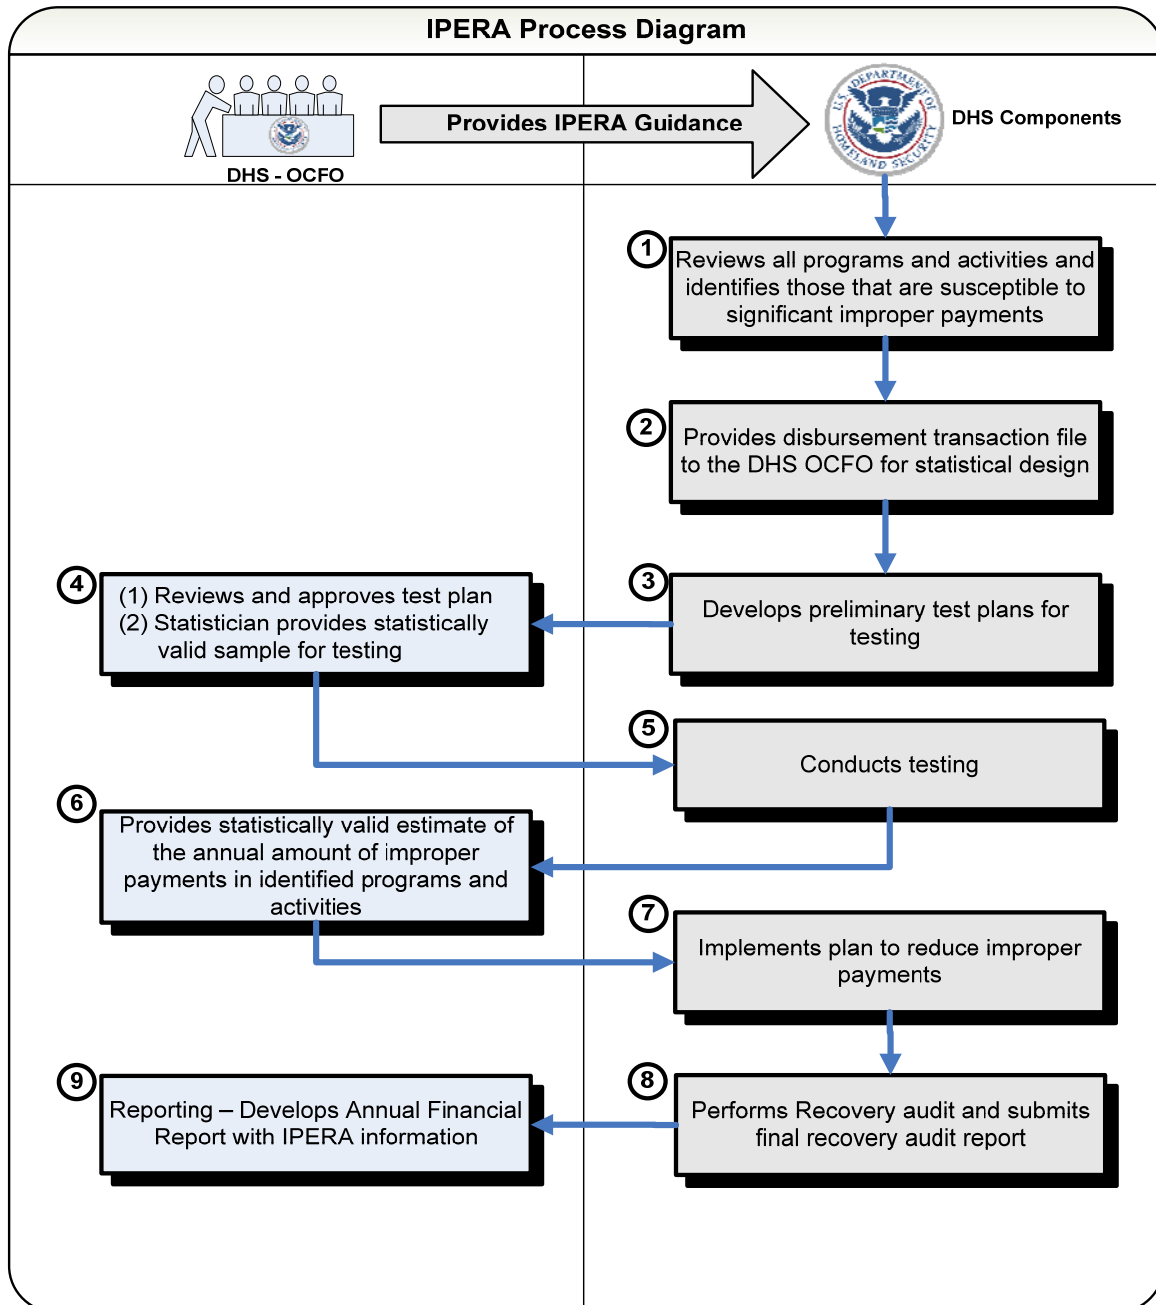 IPERA Process Diagram
Provides IPERA Guidance
DHS - OCFO
U.S. DEPARTMENT OF
HOMELAND SECURITY
DHS Components
1
Reviews all programs and activities and
identifies those that are susceptible to
significant improper payments
2
Provides disbursement transaction file
to the DHS OCFO for statistical design
3
Develops preliminary test plans for
testing
4
(1) Reviews and approves test plan
(2) Statistician provides statistically
valid sample for testing
5
Conducts testing
6
Provides statistically valid estimate of
the annual amount of improper
payments in identified programs and
activities
7
Implements plan to reduce improper
payments
8
Performs Recovery audit and submits
final recovery audit report
9
Reporting – Develops Annual Financial
Report with IPERA information